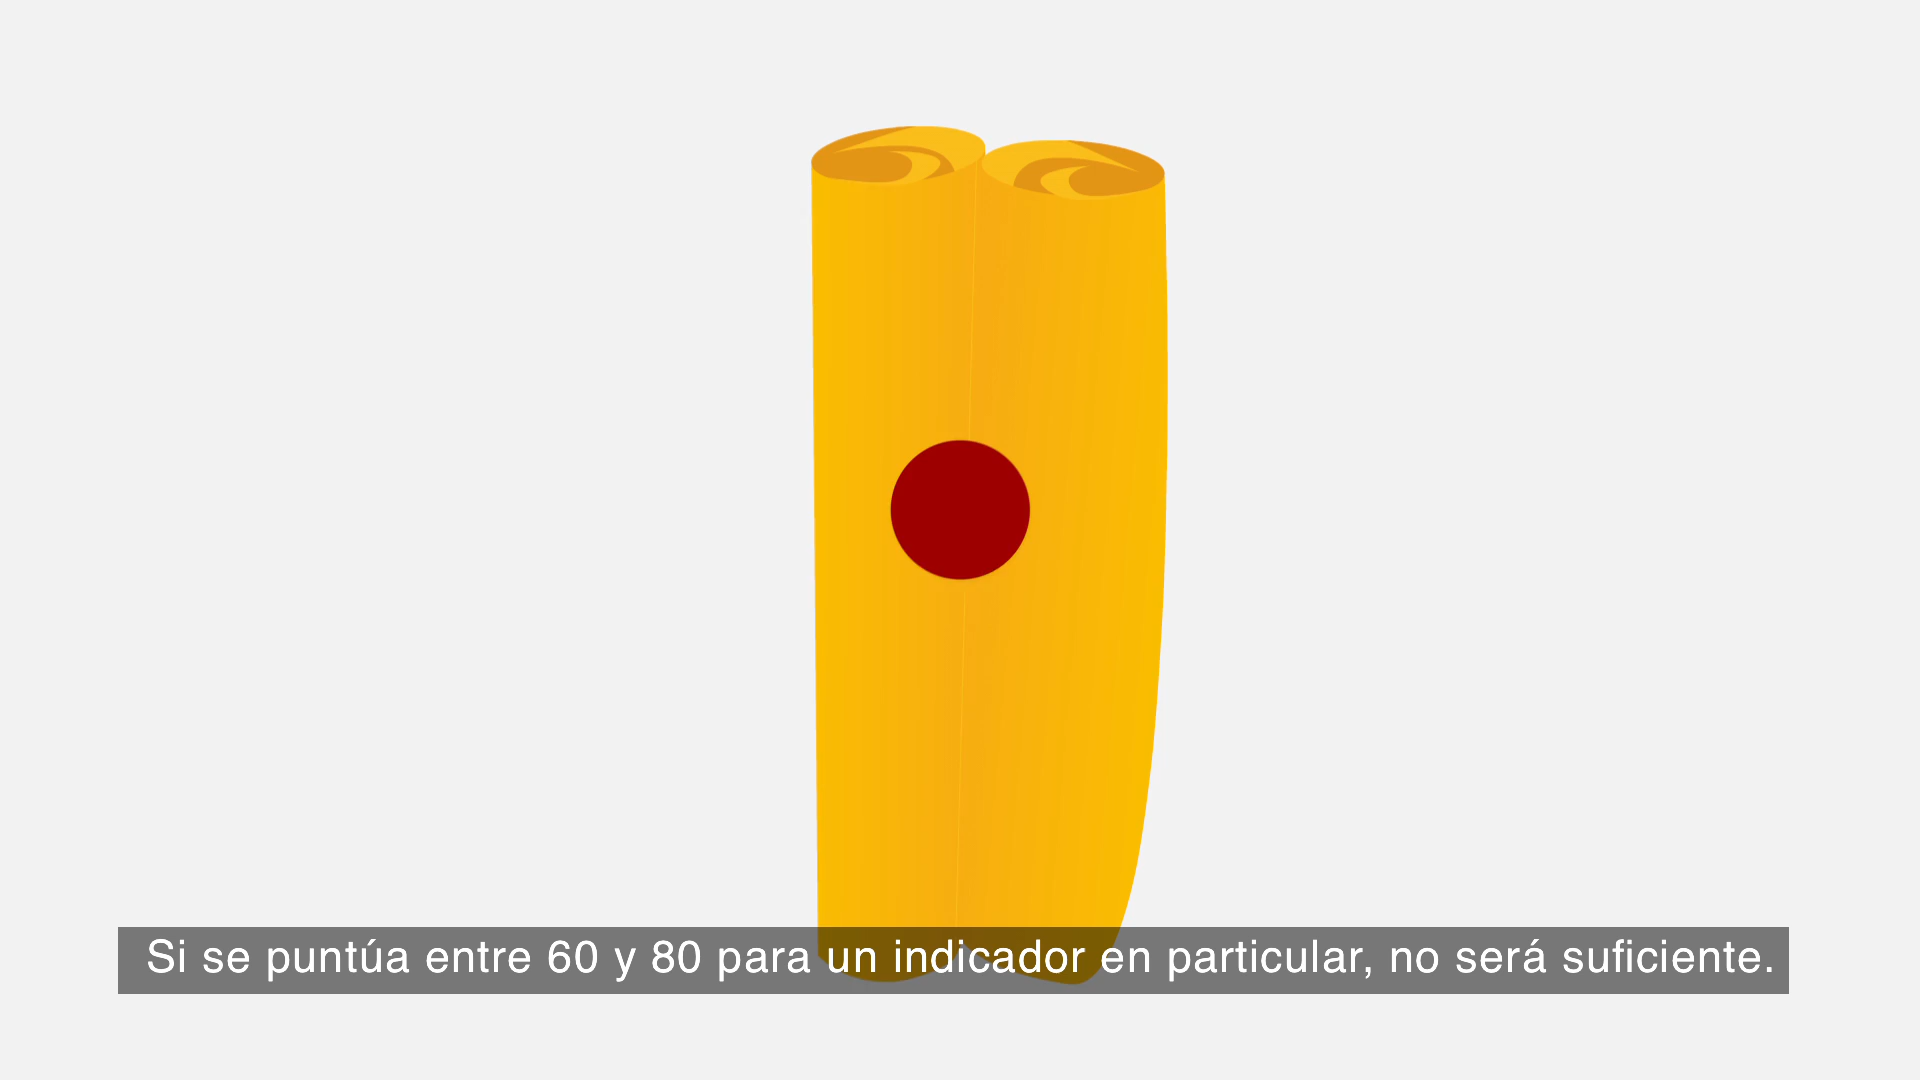 Si se puntúa entre 60 y 80 para un indicador en particular, no será suficiente.